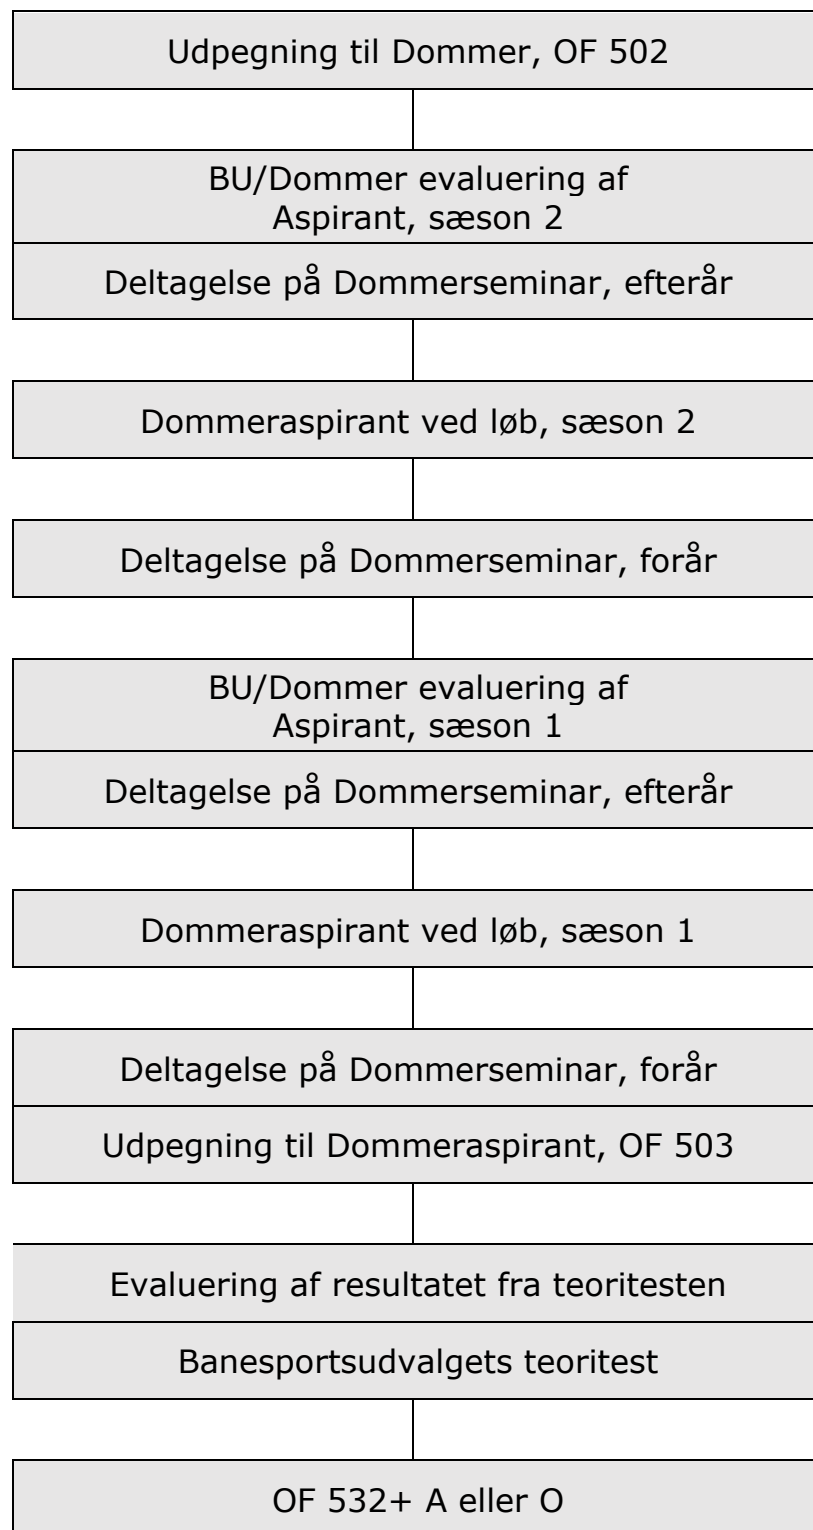 Udpegning til Dommer, OF 502
BU/Dommer evaluering af
Aspirant, sæson 2
Deltagelse på Dommerseminar, efterår
Dommeraspirant ved løb, sæson 2
Deltagelse på Dommerseminar, forår
BU/Dommer evaluering af
Aspirant, sæson 1
Deltagelse på Dommerseminar, efterår
Dommeraspirant ved løb, sæson 1
Deltagelse på Dommerseminar, forår
Udpegning til Dommeraspirant, OF 503
Evaluering af resultatet fra teoritesten
Banesportsudvalgets teoritest
OF 532+ A eller O